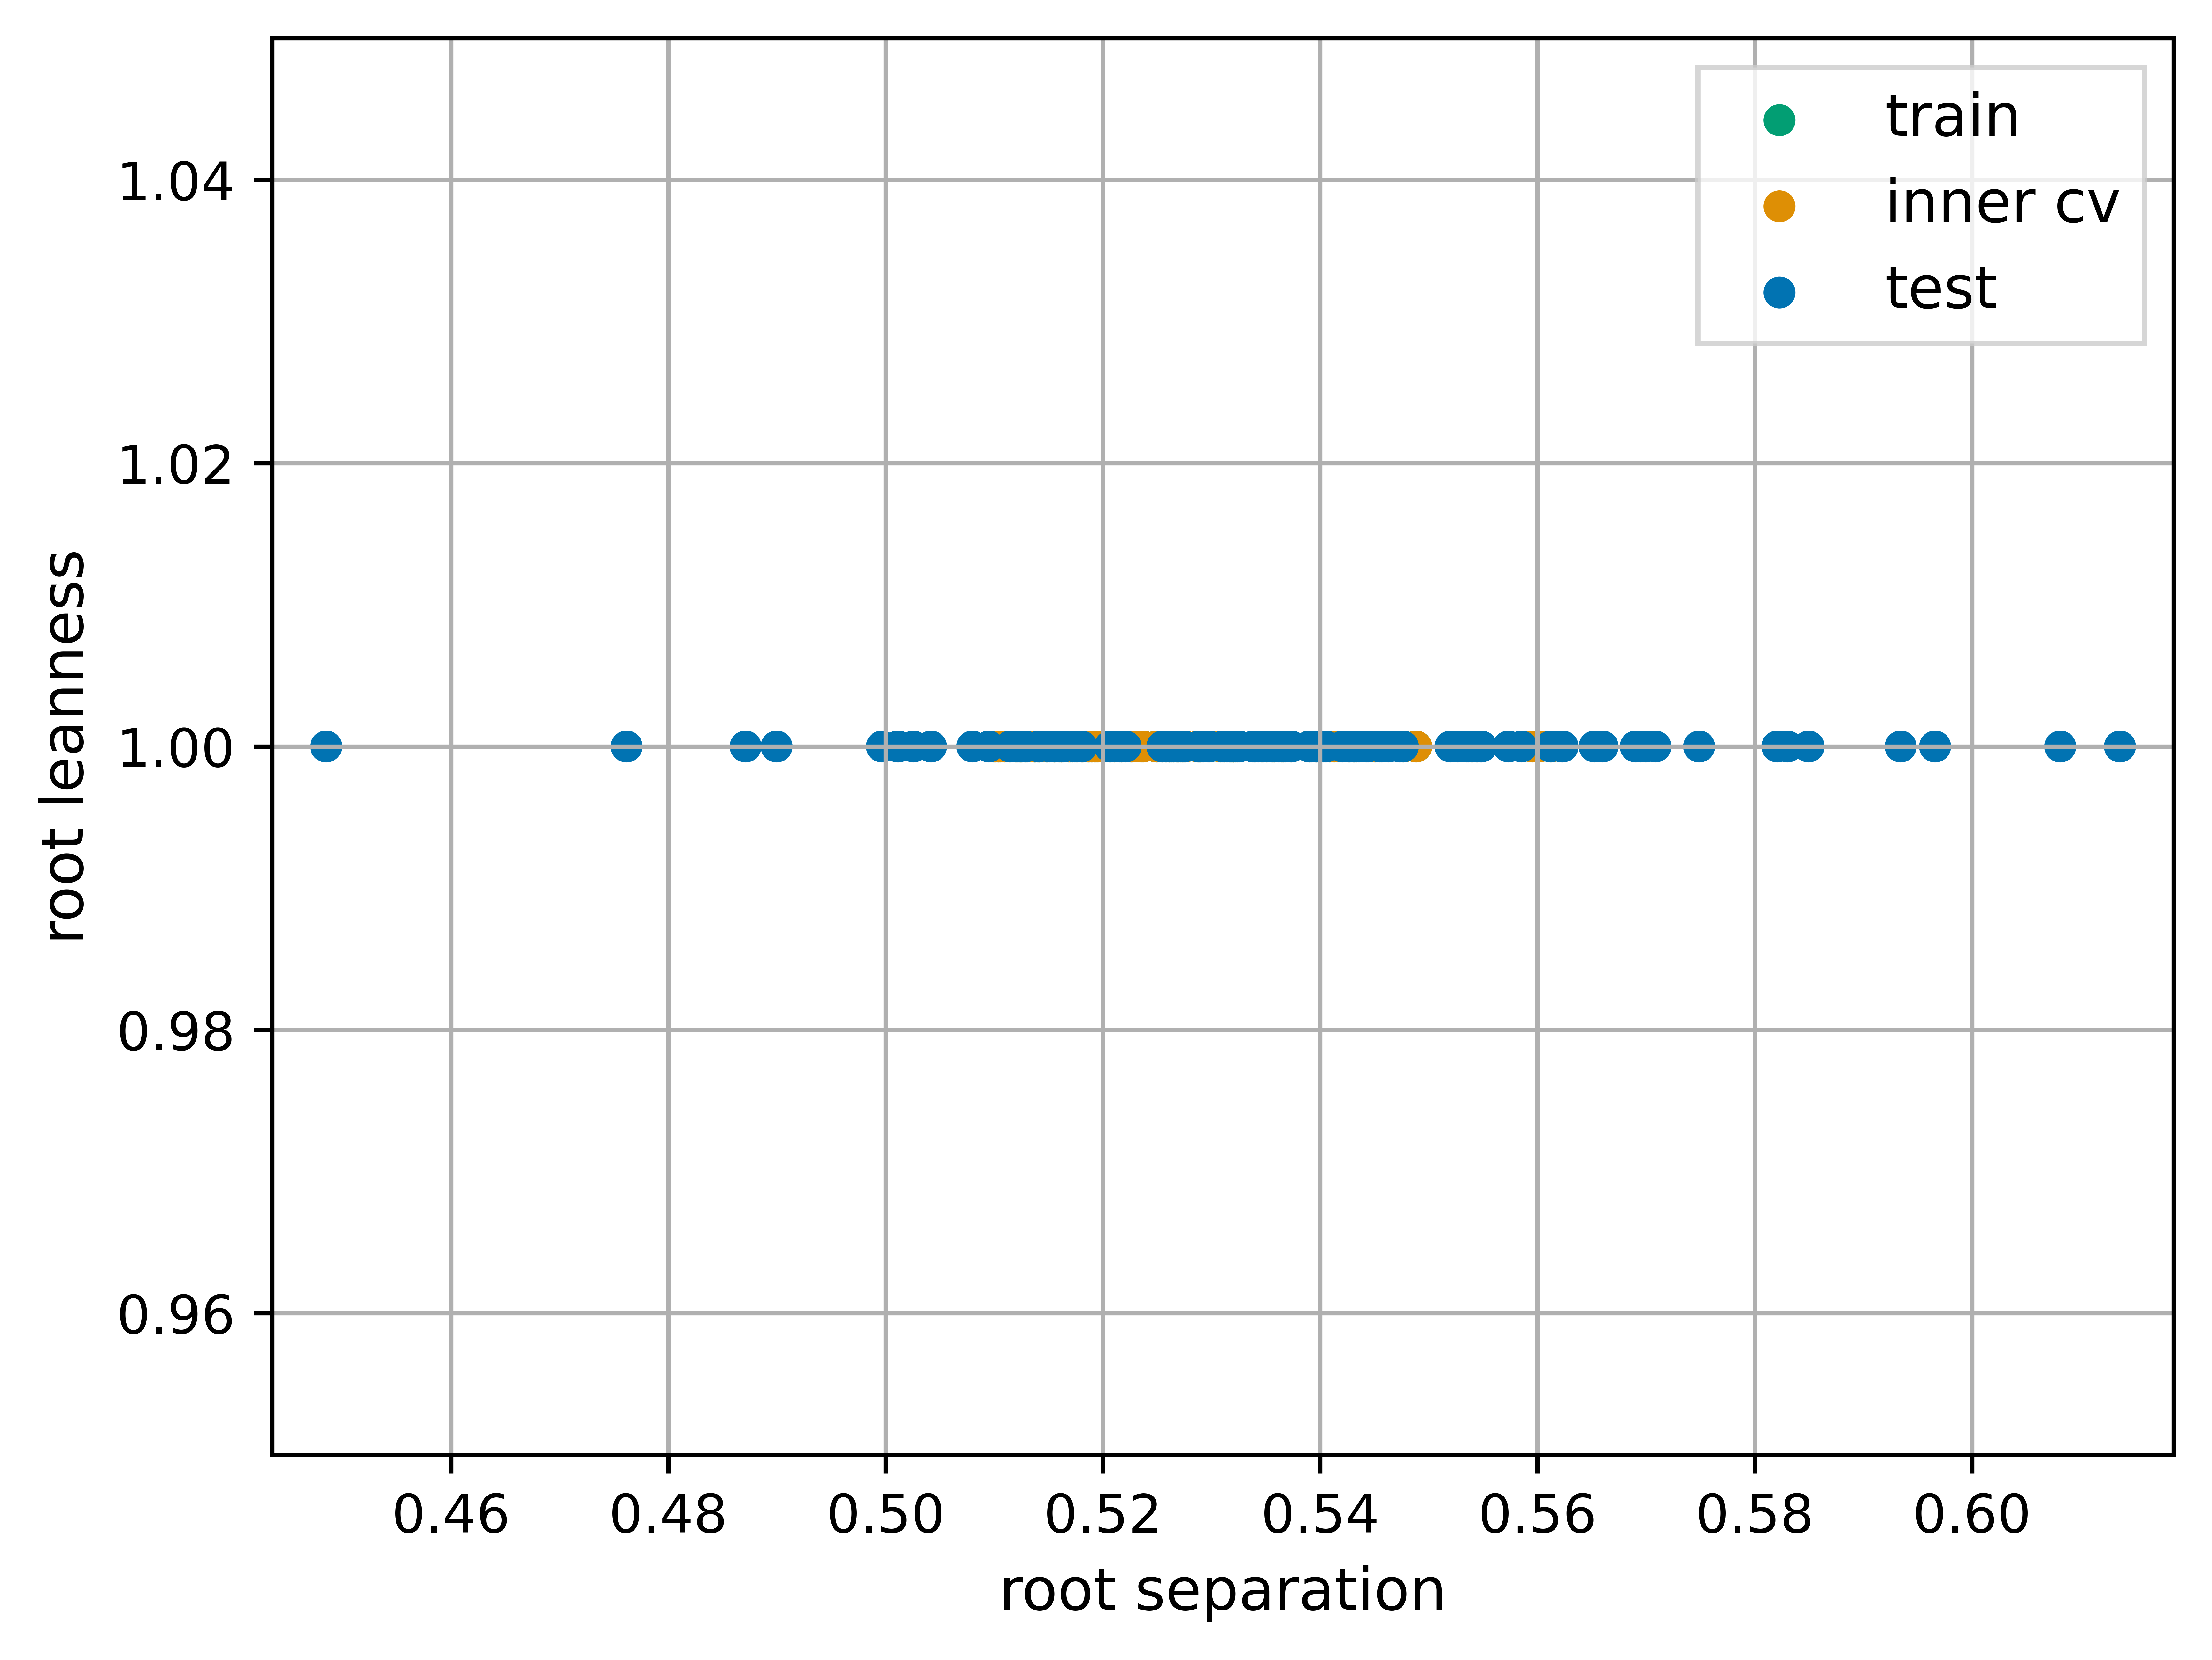 train
inner cv
test
1.04
1.02
1.00
0.98
0.96
root leanness
0.46 0.48 0.50 0.52 0.54 0.56 0.58 0.60
root separation